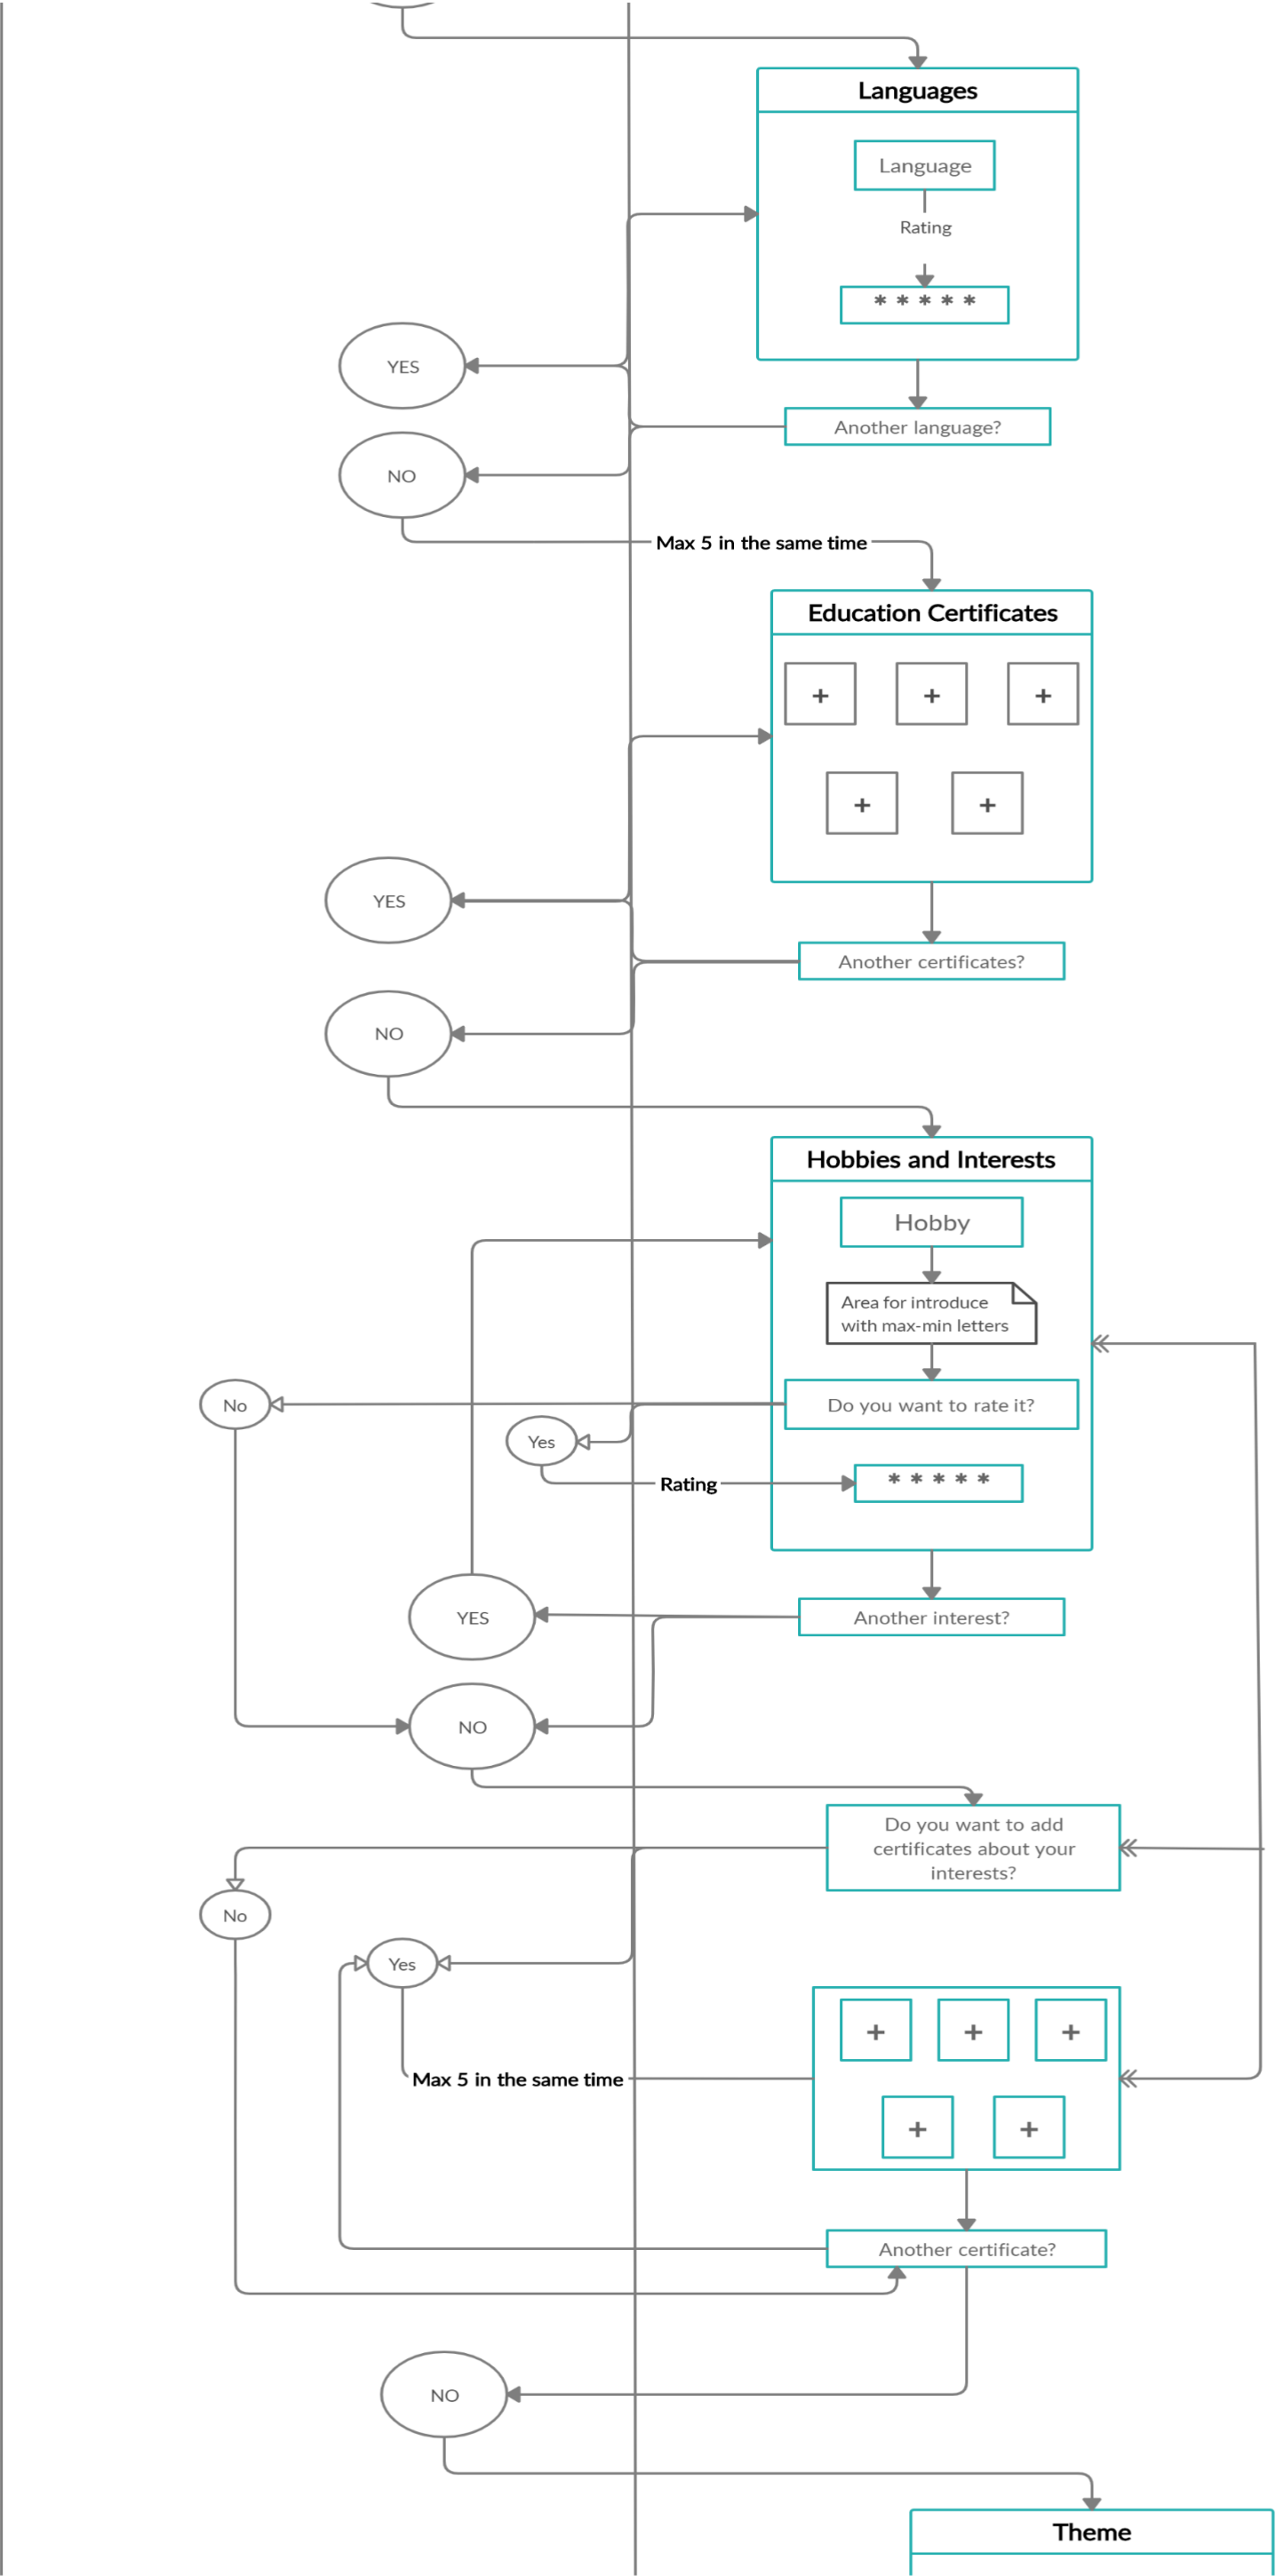 Languages
Language
Rating
* * * * *
YES
Another language?
NO
Max 5 in the same time
Education Certificates
+ + +
+ +
YES
Another certificates?
NO
Hobbies and Interests
Hobby
Area for introduce
with max-min letters
No
Do you want to rate it?
Yes
Rating
* * * * *
YES
Another interest?
NO
Do you want to add
certificates about your
interests?
No
Yes
+ + +
Max 5 in the same time
+ +
Another certificate?
NO
Theme